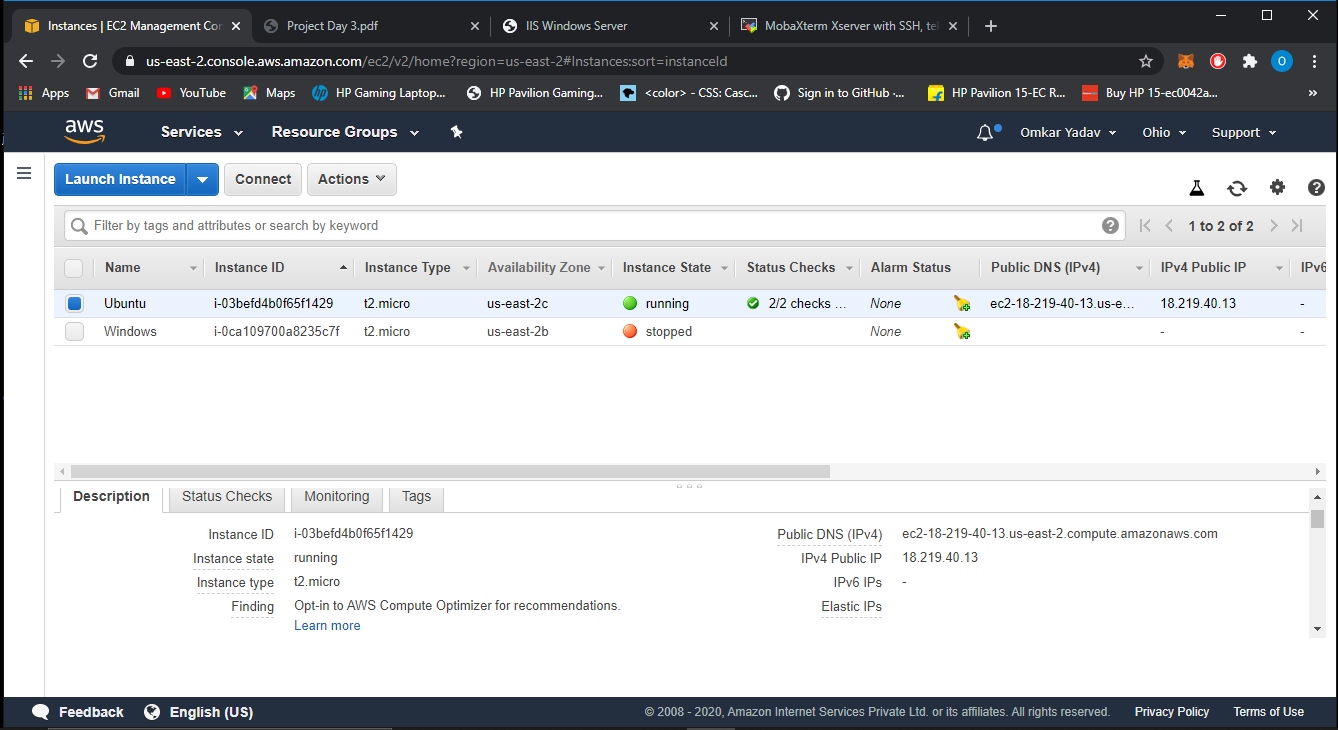 Instances | EC2 Management Con
Project Day 3.pdf
IIS Windows Server
MobaXterm Xserver with SSH, tel
us-east-2.console.aws.amazon.com/ec2/v2/home?region=us-east-2#Instances:sort=instanceId
O
Apps
Gmail
YouTube
Maps
HP Gaming Laptop...
HP Pavilion Gaming...
<color> - CSS: Casc...
Sign in to GitHub ·...
HP Pavilion 15-EC R...
Buy HP 15-ec0042a...
»
aws
Services
Resource Groups
Omkar Yadav
Ohio
Support
Launch Instance
Connect
Actions
Filter by tags and attributes or search by keyword
1 to 2 of 2
Name Instance ID Instance Type Availability Zone Instance State Status Checks Alarm Status Public DNS (IPv4) IPv4 Public IP IPv6
Ubuntu i-03befd4b0f65f1429 t2.micro us-east-2c running 2/2 checks ... None ec2-18-219-40-13.us-e... 18.219.40.13 -
Windows i-0ca109700a8235c7f t2.micro us-east-2b stopped None - -
Description
Status Checks
Monitoring
Tags
Instance ID i-03befd4b0f65f1429
Instance state running
Instance type t2.micro
Finding Opt-in to AWS Compute Optimizer for recommendations.
Learn more
Public DNS (IPv4) ec2-18-219-40-13.us-east-2.compute.amazonaws.com
IPv4 Public IP 18.219.40.13
IPv6 IPs -
Elastic IPs
Feedback
English (US)
© 2008 - 2020, Amazon Internet Services Private Ltd. or its affiliates. All rights reserved.
Privacy Policy
Terms of Use